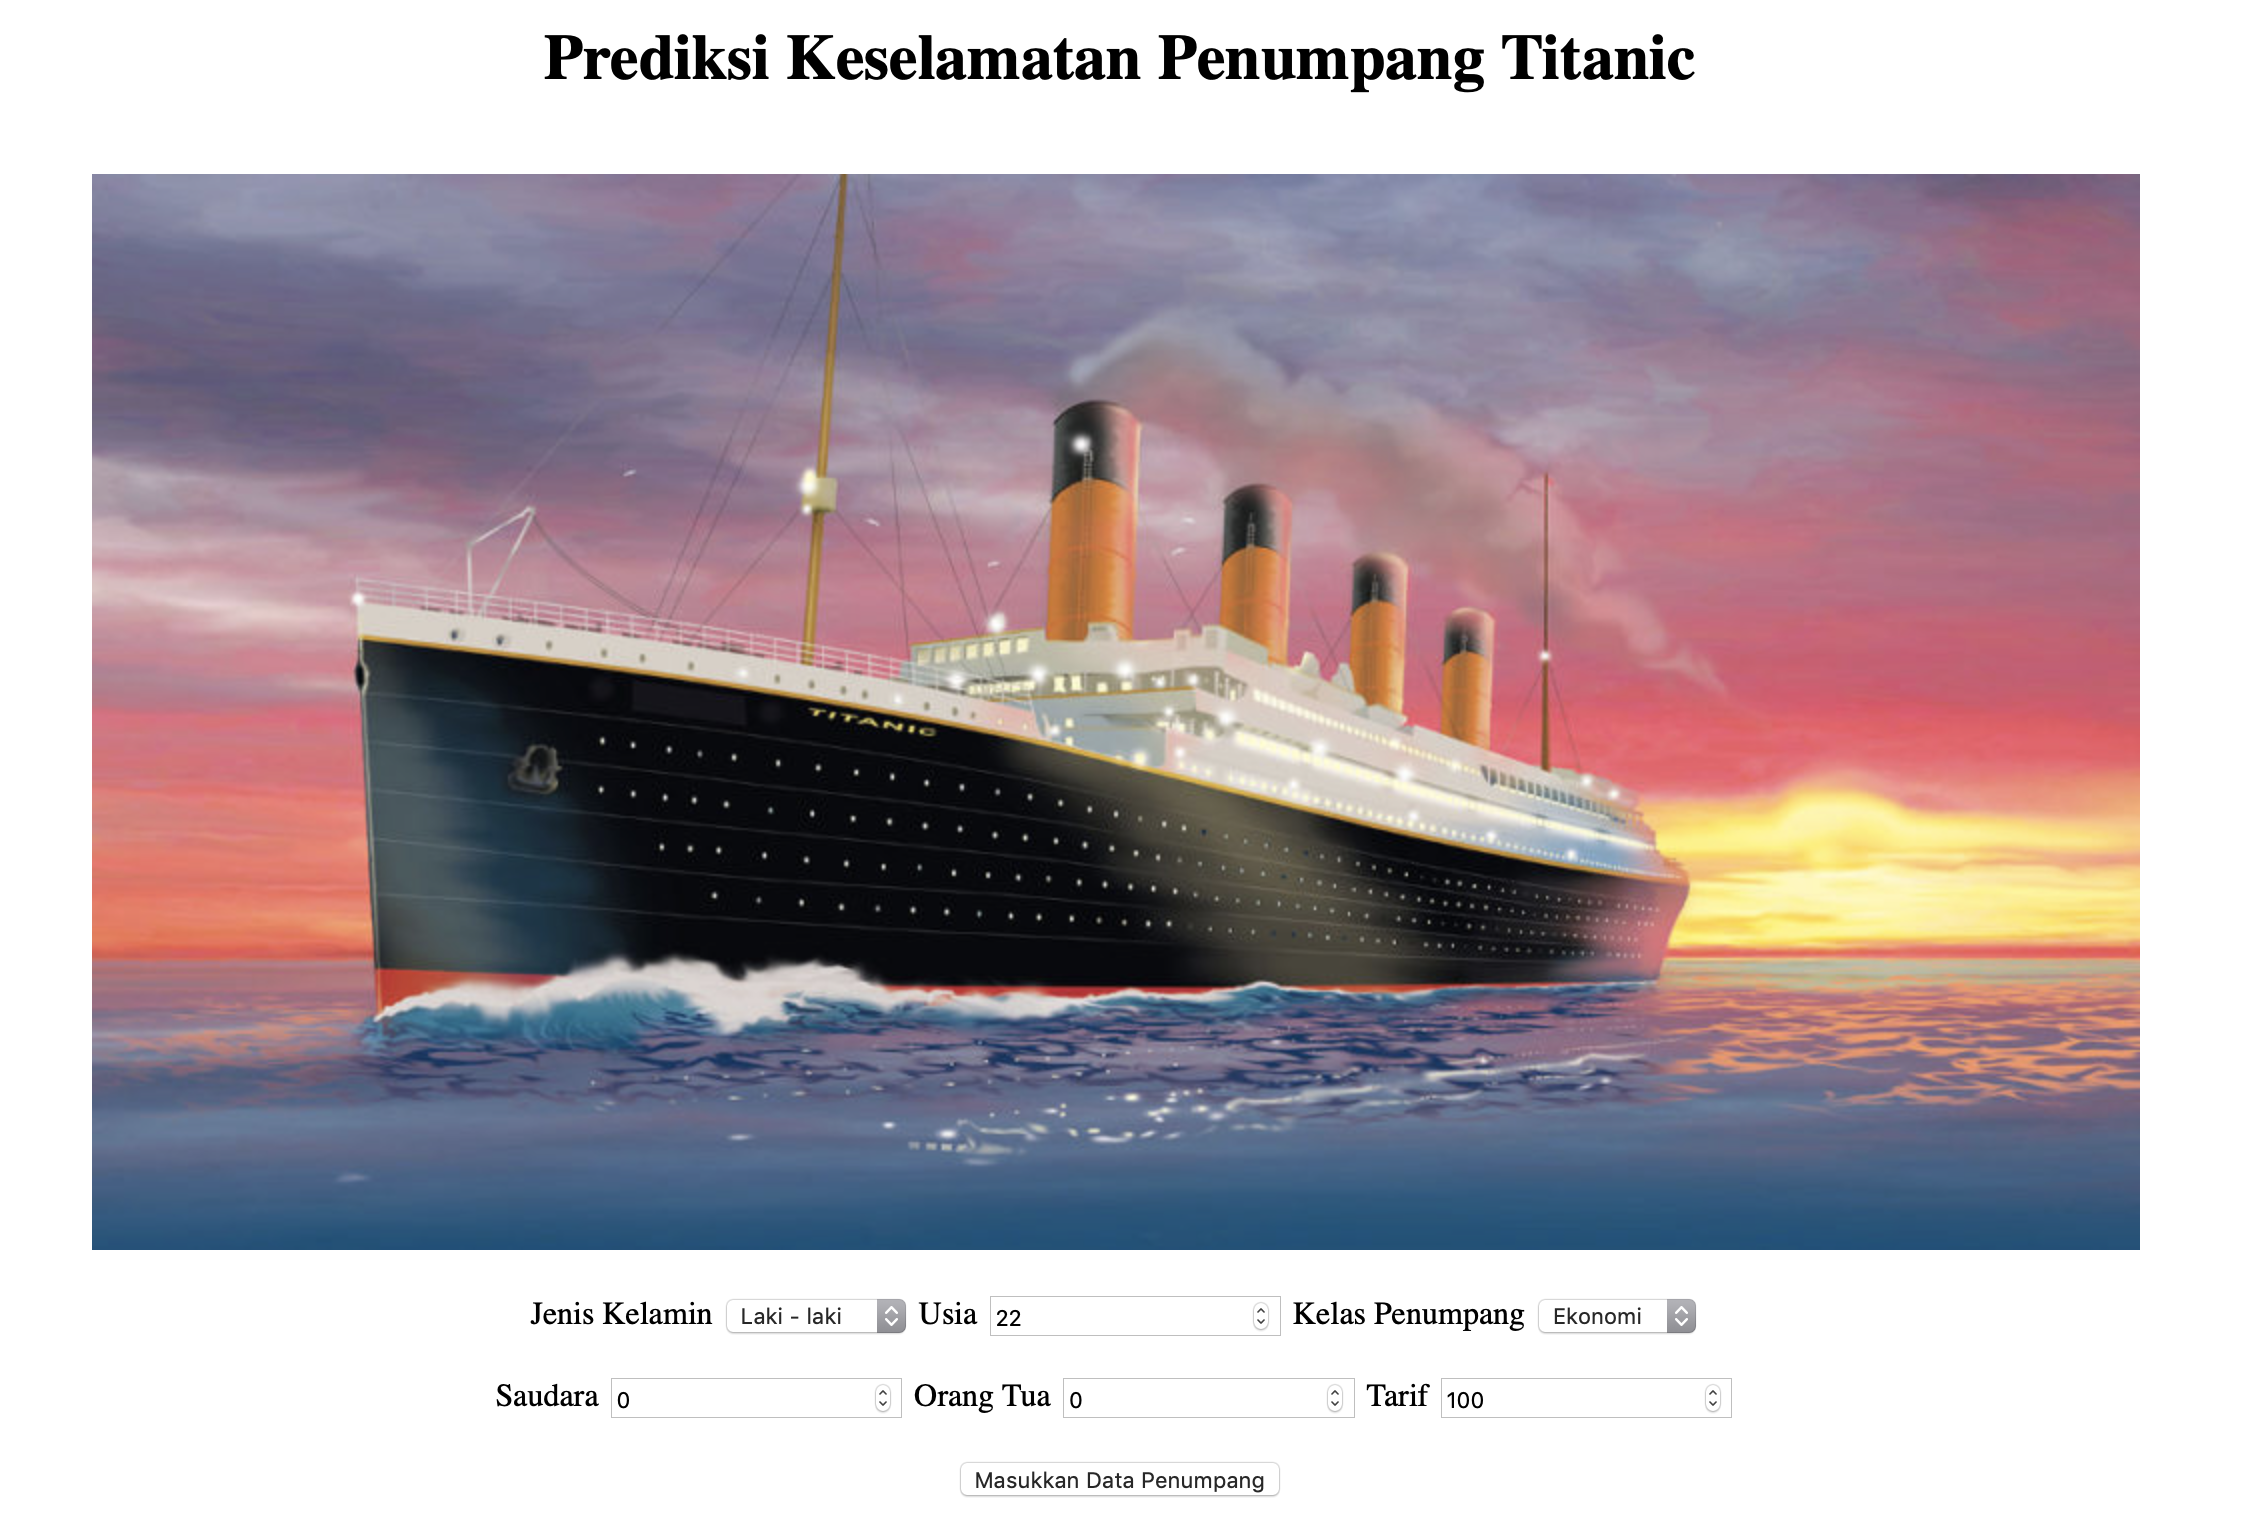 Prediksi Keselamatan Penumpang Titanic
TITANIC
Jenis Kelamin Laki - laki Usia 22 Kelas Penumpang Ekonomi
Saudara 0 Orang Tua 0 Tarif 100
Masukkan Data Penumpang